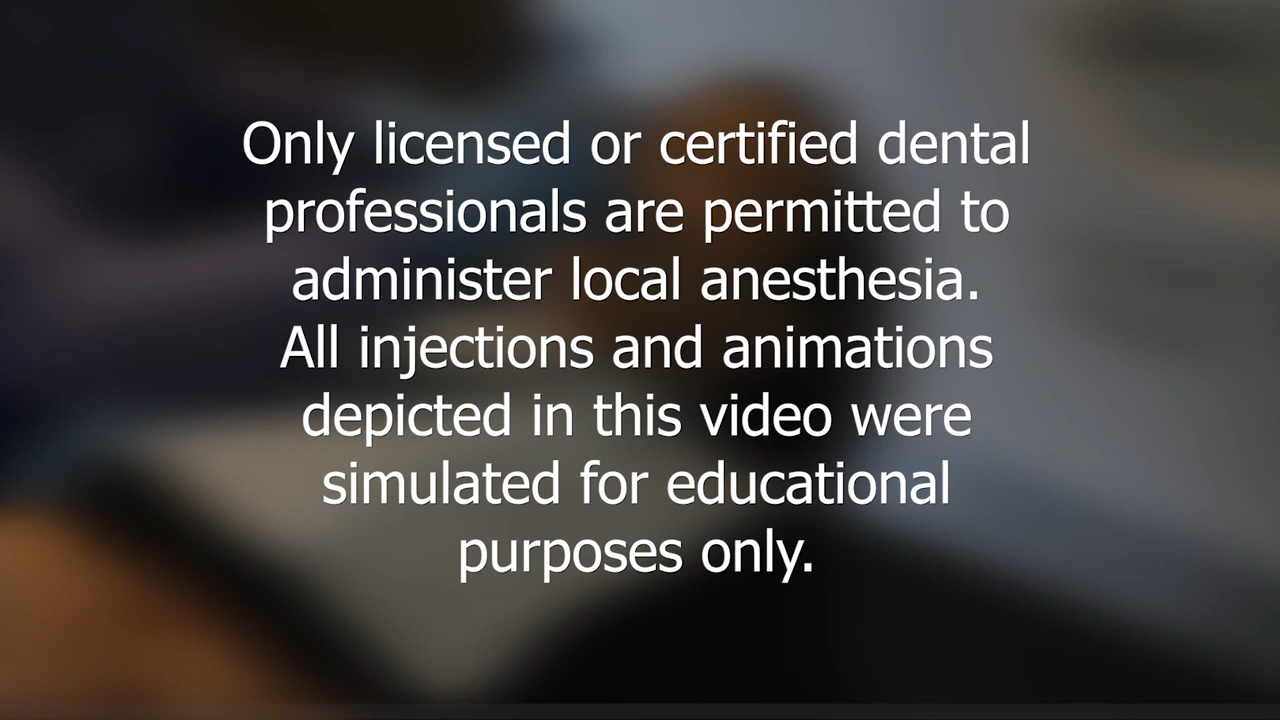 Only licensed or certified dental
professionals are permitted to
administer local anesthesia.
All injections and animations
depicted in this video were
simulated for educational
purposes only.